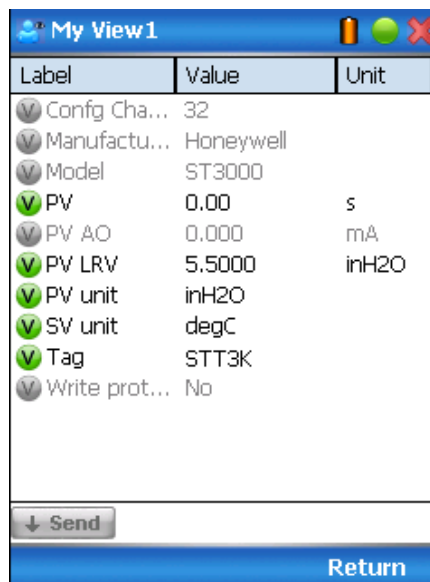 My View1
Label Value Unit
V Confg Cha... 32
V Manufactu... Honeywell
V Model ST3000
V PV 0.00 s
V PV AO 0.000 mA
V PV LRV 5.5000 inH2O
V PV unit inH2O
V SV unit degC
V Tag STT3K
V Write prot... No
Send
Return